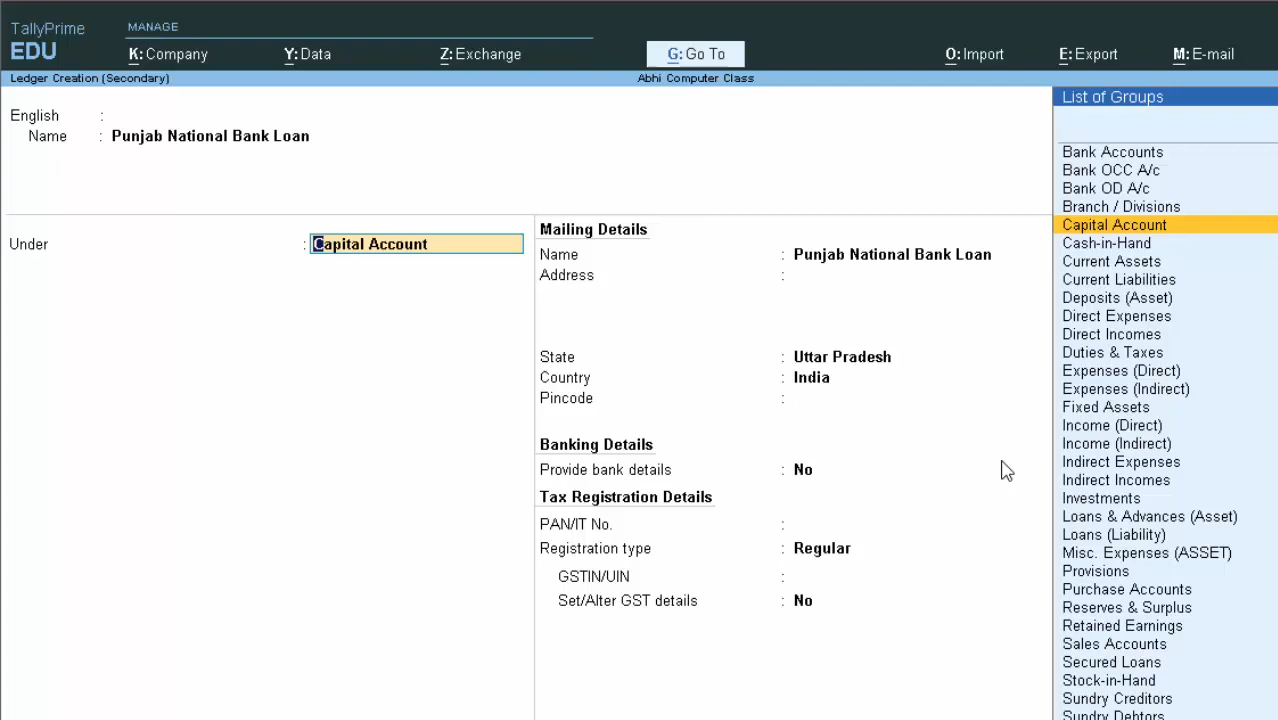 TallyPrime
EDU
MANAGE
K: Company
Y: Data
Z: Exchange
G: Go To
O: Import
E: Export
M: E-mail
Ledger Creation (Secondary)
Abhi Computer Class
English :
Name : Punjab National Bank Loan
Under : Capital Account
Mailing Details
Name : Punjab National Bank Loan
Address :
State : Uttar Pradesh
Country : India
Pincode :
Banking Details
Provide bank details : No
Tax Registration Details
PAN/IT No. :
Registration type : Regular
GSTIN/UIN :
Set/Alter GST details : No
List of Groups
Bank Accounts
Bank OCC A/c
Bank OD A/c
Branch / Divisions
Capital Account
Cash-in-Hand
Current Assets
Current Liabilities
Deposits (Asset)
Direct Expenses
Direct Incomes
Duties & Taxes
Expenses (Direct)
Expenses (Indirect)
Fixed Assets
Income (Direct)
Income (Indirect)
Indirect Expenses
Indirect Incomes
Investments
Loans & Advances (Asset)
Loans (Liability)
Misc. Expenses (ASSET)
Provisions
Purchase Accounts
Reserves & Surplus
Retained Earnings
Sales Accounts
Secured Loans
Stock-in-Hand
Sundry Creditors
Sundry Debtors